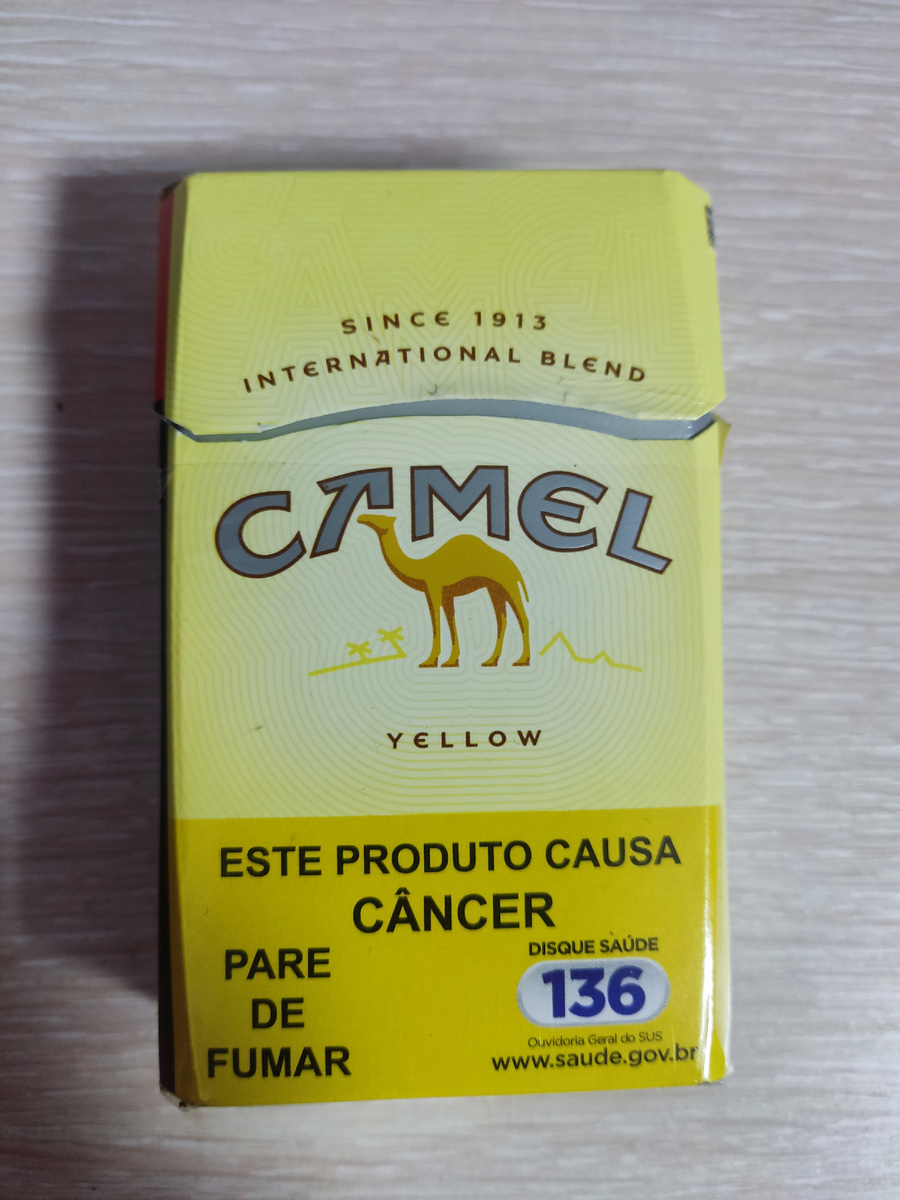 SINCE 1913
INTERNATIONAL BLEND
CAMEL
YELLOW
ESTE PRODUTO CAUSA
CÂNCER
PARE
DE
FUMAR
DISQUE SAÚDE
136
Ouvidoria Geral do SUS
www.saude.gov.br